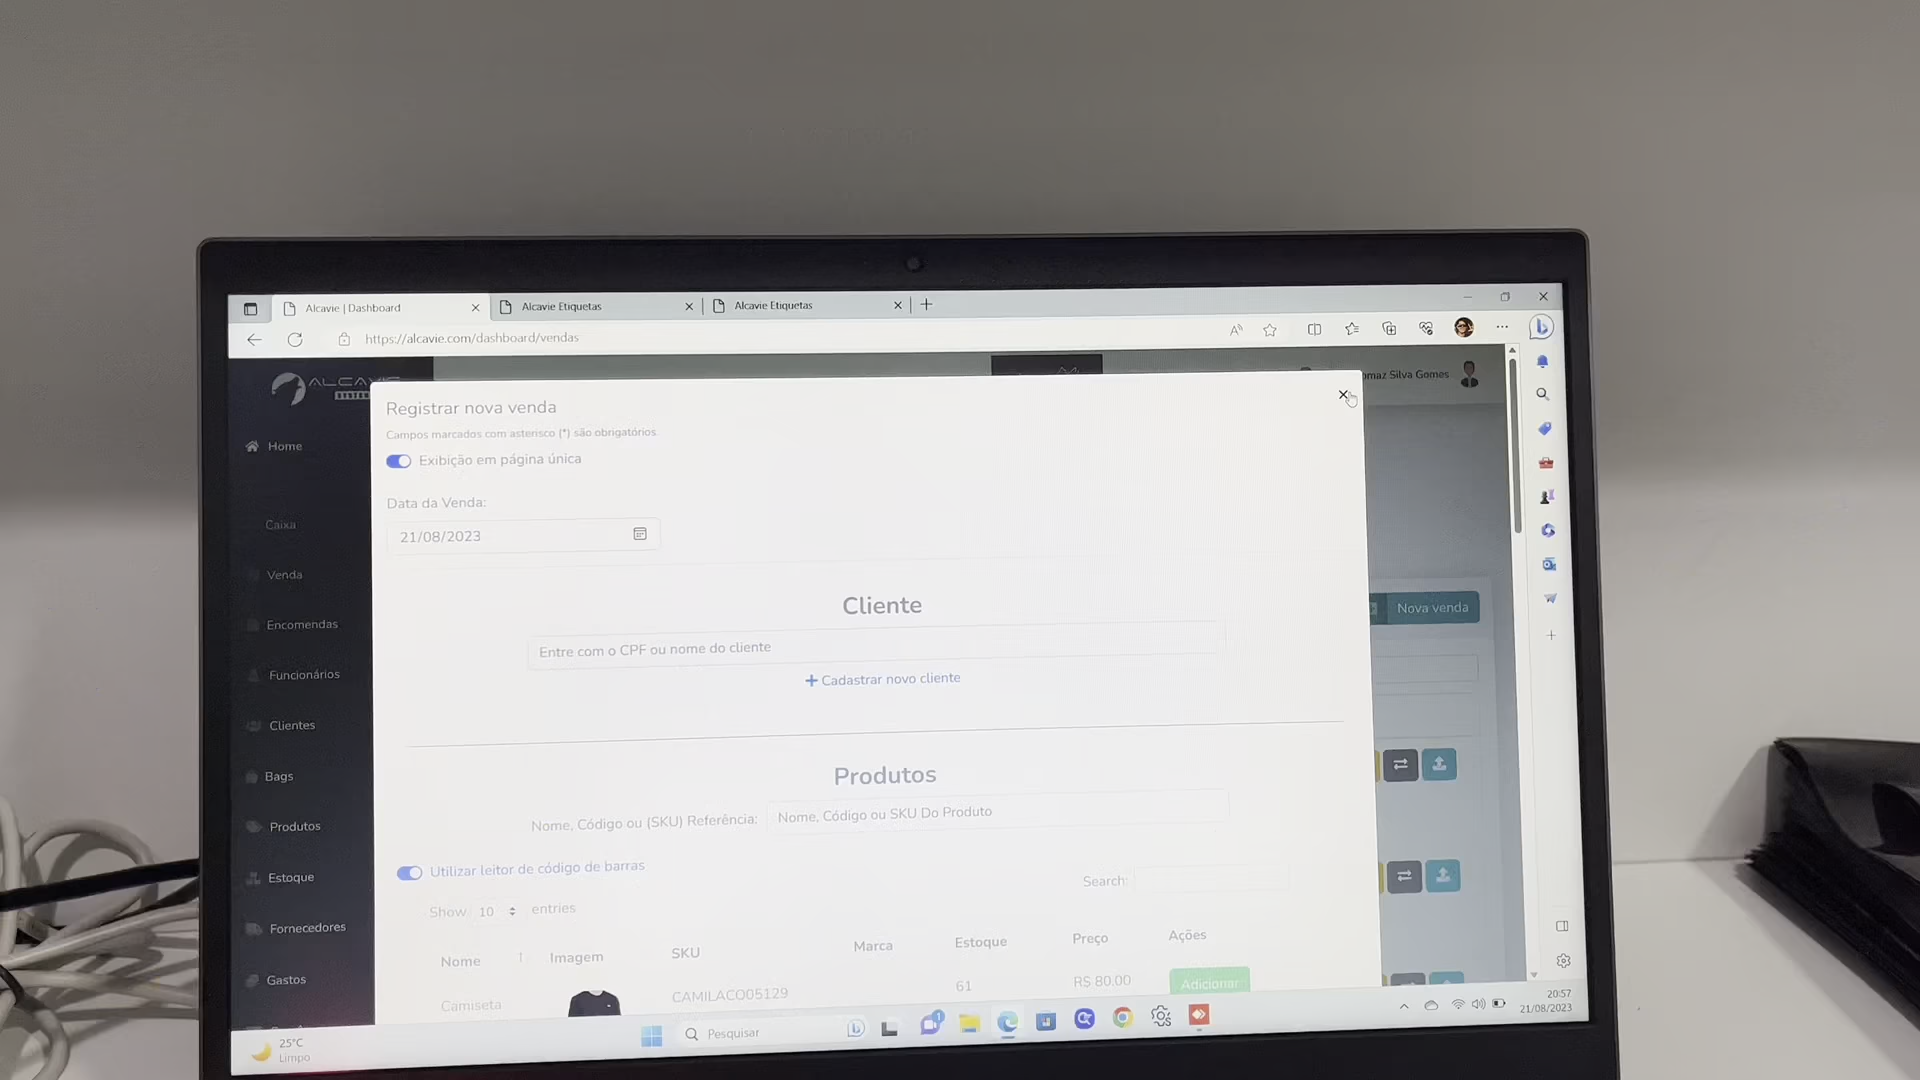 Alcavie | Dashboard
Alcavie Etiquetas
Alcavie Etiquetas
https://alcavie.com/dashboard/vendas
ALCAVIE
Silva Gomes
Registrar nova venda
Campos marcados com asterisco (*) são obrigatórios.
Exibição em página única
Data da Venda:
21/08/2023
Home
Caixa
Venda
Encomendas
Funcionários
Clientes
Bags
Produtos
Estoque
Fornecedores
Gastos
Cliente
Entre com o CPF ou nome do cliente
Cadastrar novo cliente
Nova venda
Produtos
Nome, Código ou (SKU) Referência:
Nome, Código ou SKU Do Produto
Utilizar leitor de código de barras
Search:
Show 10 entries
Nome Imagem SKU Marca Estoque Preço Ações
Camiseta CAMILACO05129 61 R$ 80.00 Adicionar
25°C
Limpo
Pesquisar
1
20:57
21/08/2023